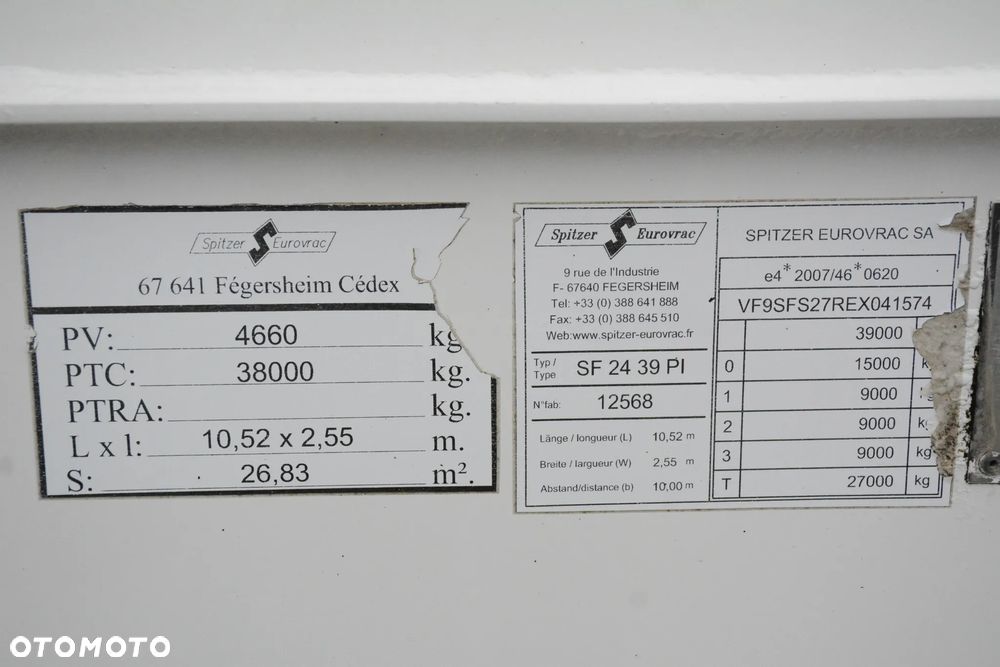 Spitzer S Eurovrac
67 641 Fégersheim Cédex
PV: 4660 kg
PTC: 38000 kg.
PTRA: kg.
L x l: 10,52 x 2,55 m.
S: 26,83 m².
Spitzer S Eurovrac
9 rue de l'Industrie
F- 67640 FEGERSHEIM
Tel: +33 (0) 388 641 888
Fax: +33 (0) 388 645 510
Web:www.spitzer-eurovrac.fr
Typ /
Type SF 24 39 PI
N°fab: 12568
Länge / longueur (L) 10,52 m
Breite / largueur (W) 2,55 m
Abstand/distance (b) 10,00 m
SPITZER EUROVRAC SA
e4* 2007/46* 0620
VF9SFS27REX041574
39000
0 15000
1 9000
2 9000
3 9000 kg
T 27000 kg
OTOMOTO